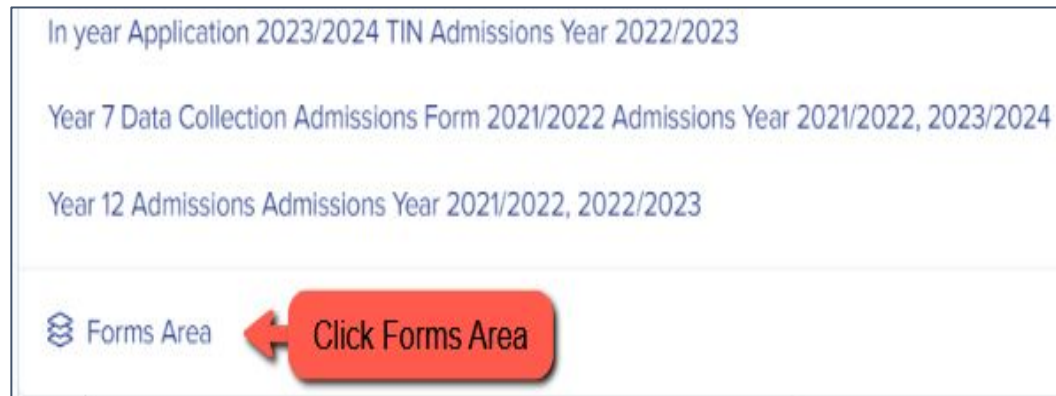 In year Application 2023/2024 TIN Admissions Year 2022/2023
Year 7 Data Collection Admissions Form 2021/2022 Admissions Year 2021/2022, 2023/2024
Year 12 Admissions Admissions Year 2021/2022, 2022/2023
Forms Area
Click Forms Area